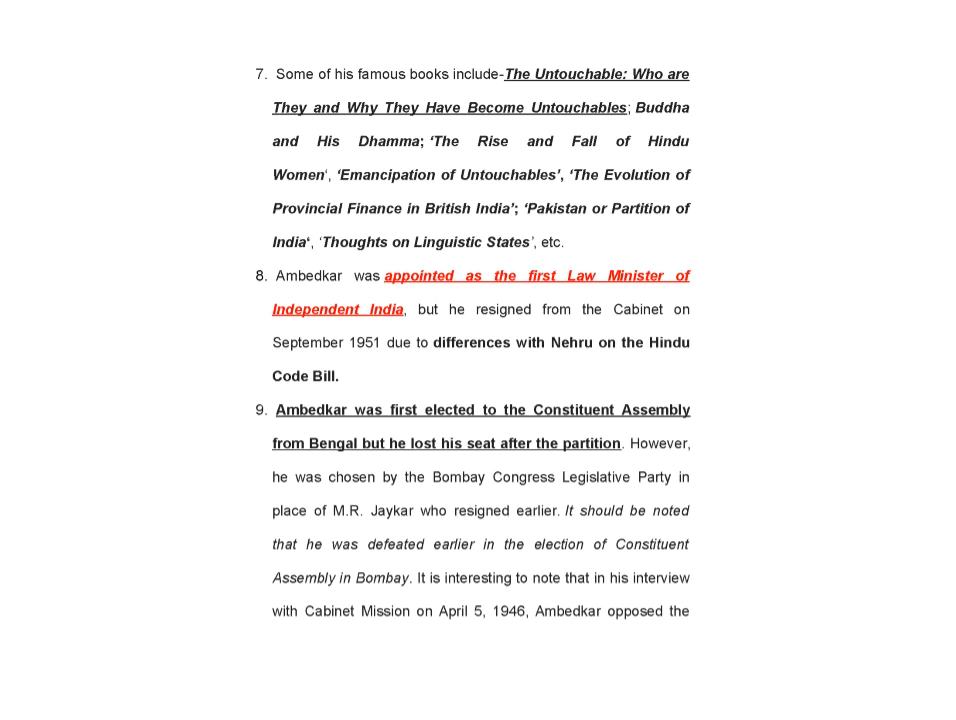 7. Some of his famous books include-The Untouchable: Who are
They and Why They Have Become Untouchables; Buddha
and His Dhamma; ‘The Rise and Fall of Hindu
Women‘, ‘Emancipation of Untouchables’, ‘The Evolution of
Provincial Finance in British India’; ‘Pakistan or Partition of
India‘, ‘Thoughts on Linguistic States’, etc.
8. Ambedkar was appointed as the first Law Minister of
Independent India, but he resigned from the Cabinet on
September 1951 due to differences with Nehru on the Hindu
Code Bill.
9. Ambedkar was first elected to the Constituent Assembly
from Bengal but he lost his seat after the partition. However,
he was chosen by the Bombay Congress Legislative Party in
place of M.R. Jaykar who resigned earlier. It should be noted
that he was defeated earlier in the election of Constituent
Assembly in Bombay. It is interesting to note that in his interview
with Cabinet Mission on April 5, 1946, Ambedkar opposed the